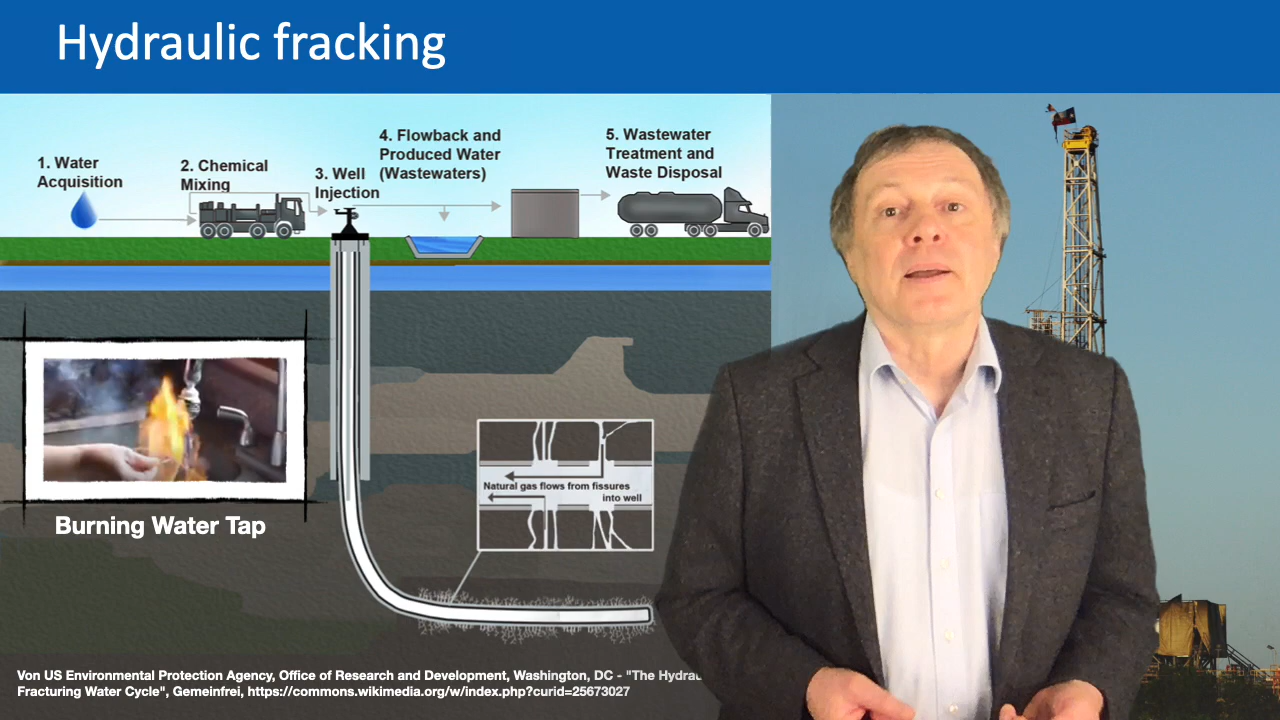 Hydraulic fracking
1. Water
Acquisition
2. Chemical
Mixing
3. Well
Injection
4. Flowback and
Produced Water
(Wastewaters)
5. Wastewater
Treatment and
Waste Disposal
Natural gas flows from fissures
into well
Burning Water Tap
Von US Environmental Protection Agency, Office of Research and Development, Washington, DC - "The
Fracturing Water Cycle", Gemeinfrei, https://commons.wikimedia.org/w/index.php?curid=25673027